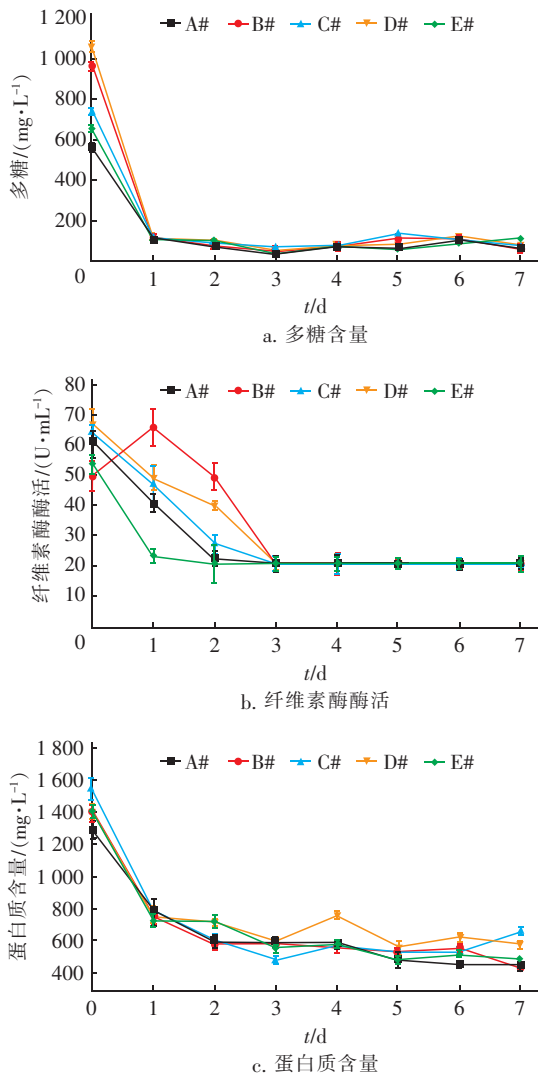 1 200
A# B# C# D# E#
1 000
800
600
400
200
0
多糖/(mg·L⁻¹)
1 2 3 4 5 6 7
t/d
a. 多糖含量
80
A# B# C# D# E#
70
60
50
40
30
20
10
0
纤维素酶酶活/(U·mL⁻¹)
1 2 3 4 5 6 7
t/d
b. 纤维素酶酶活
1 800
A# B# C# D# E#
1 600
1 400
1 200
1 000
800
600
400
蛋白质含量/(mg·L⁻¹)
0 1 2 3 4 5 6 7
t/d
c. 蛋白质含量